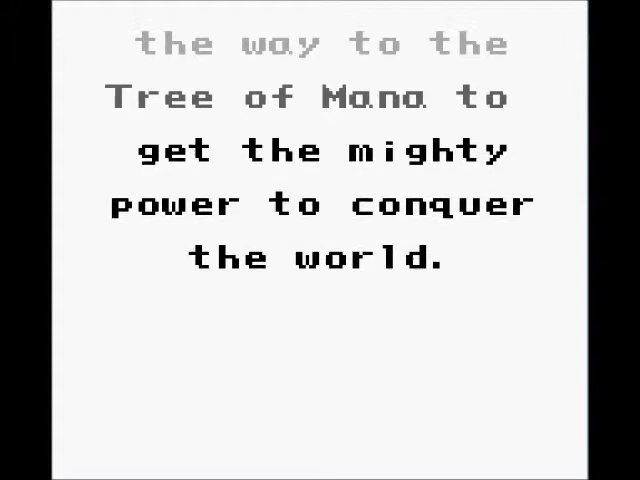 the way to the
Tree of Mana to
get the mighty
power to conquer
the world.